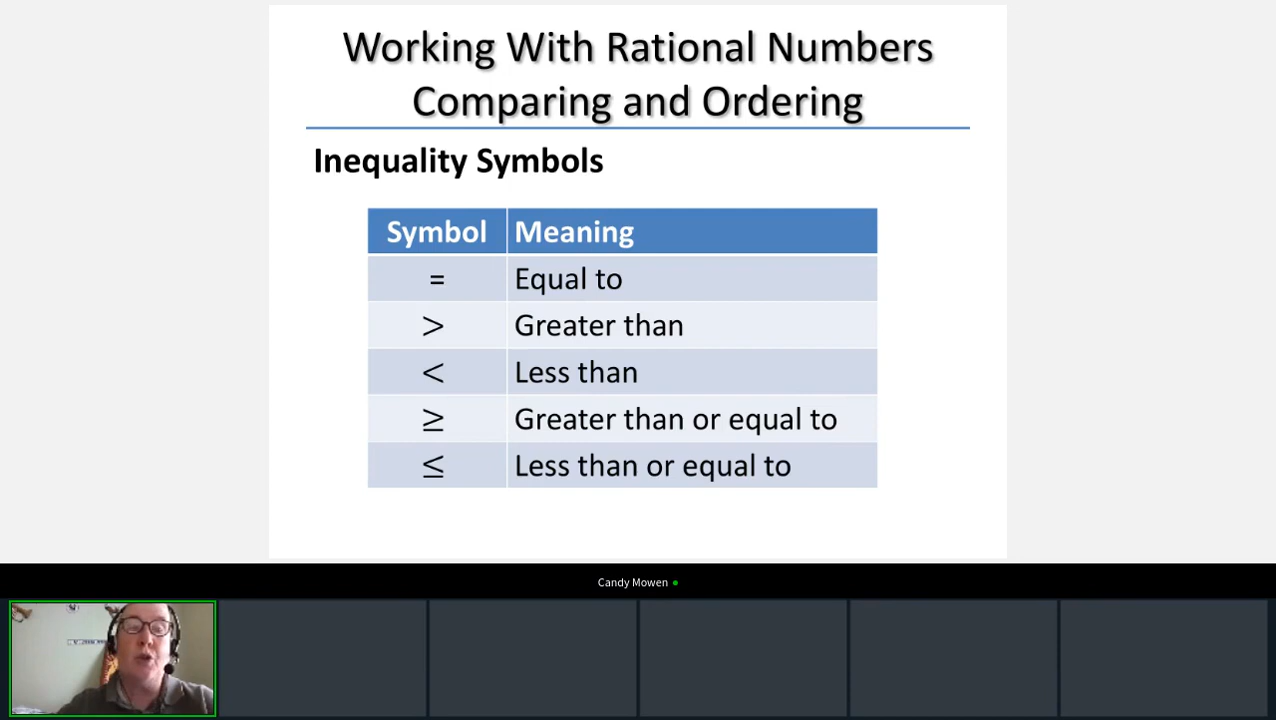 Working With Rational Numbers
Comparing and Ordering
Inequality Symbols
Symbol Meaning
= Equal to
> Greater than
< Less than
≥ Greater than or equal to
≤ Less than or equal to
Candy Mowen